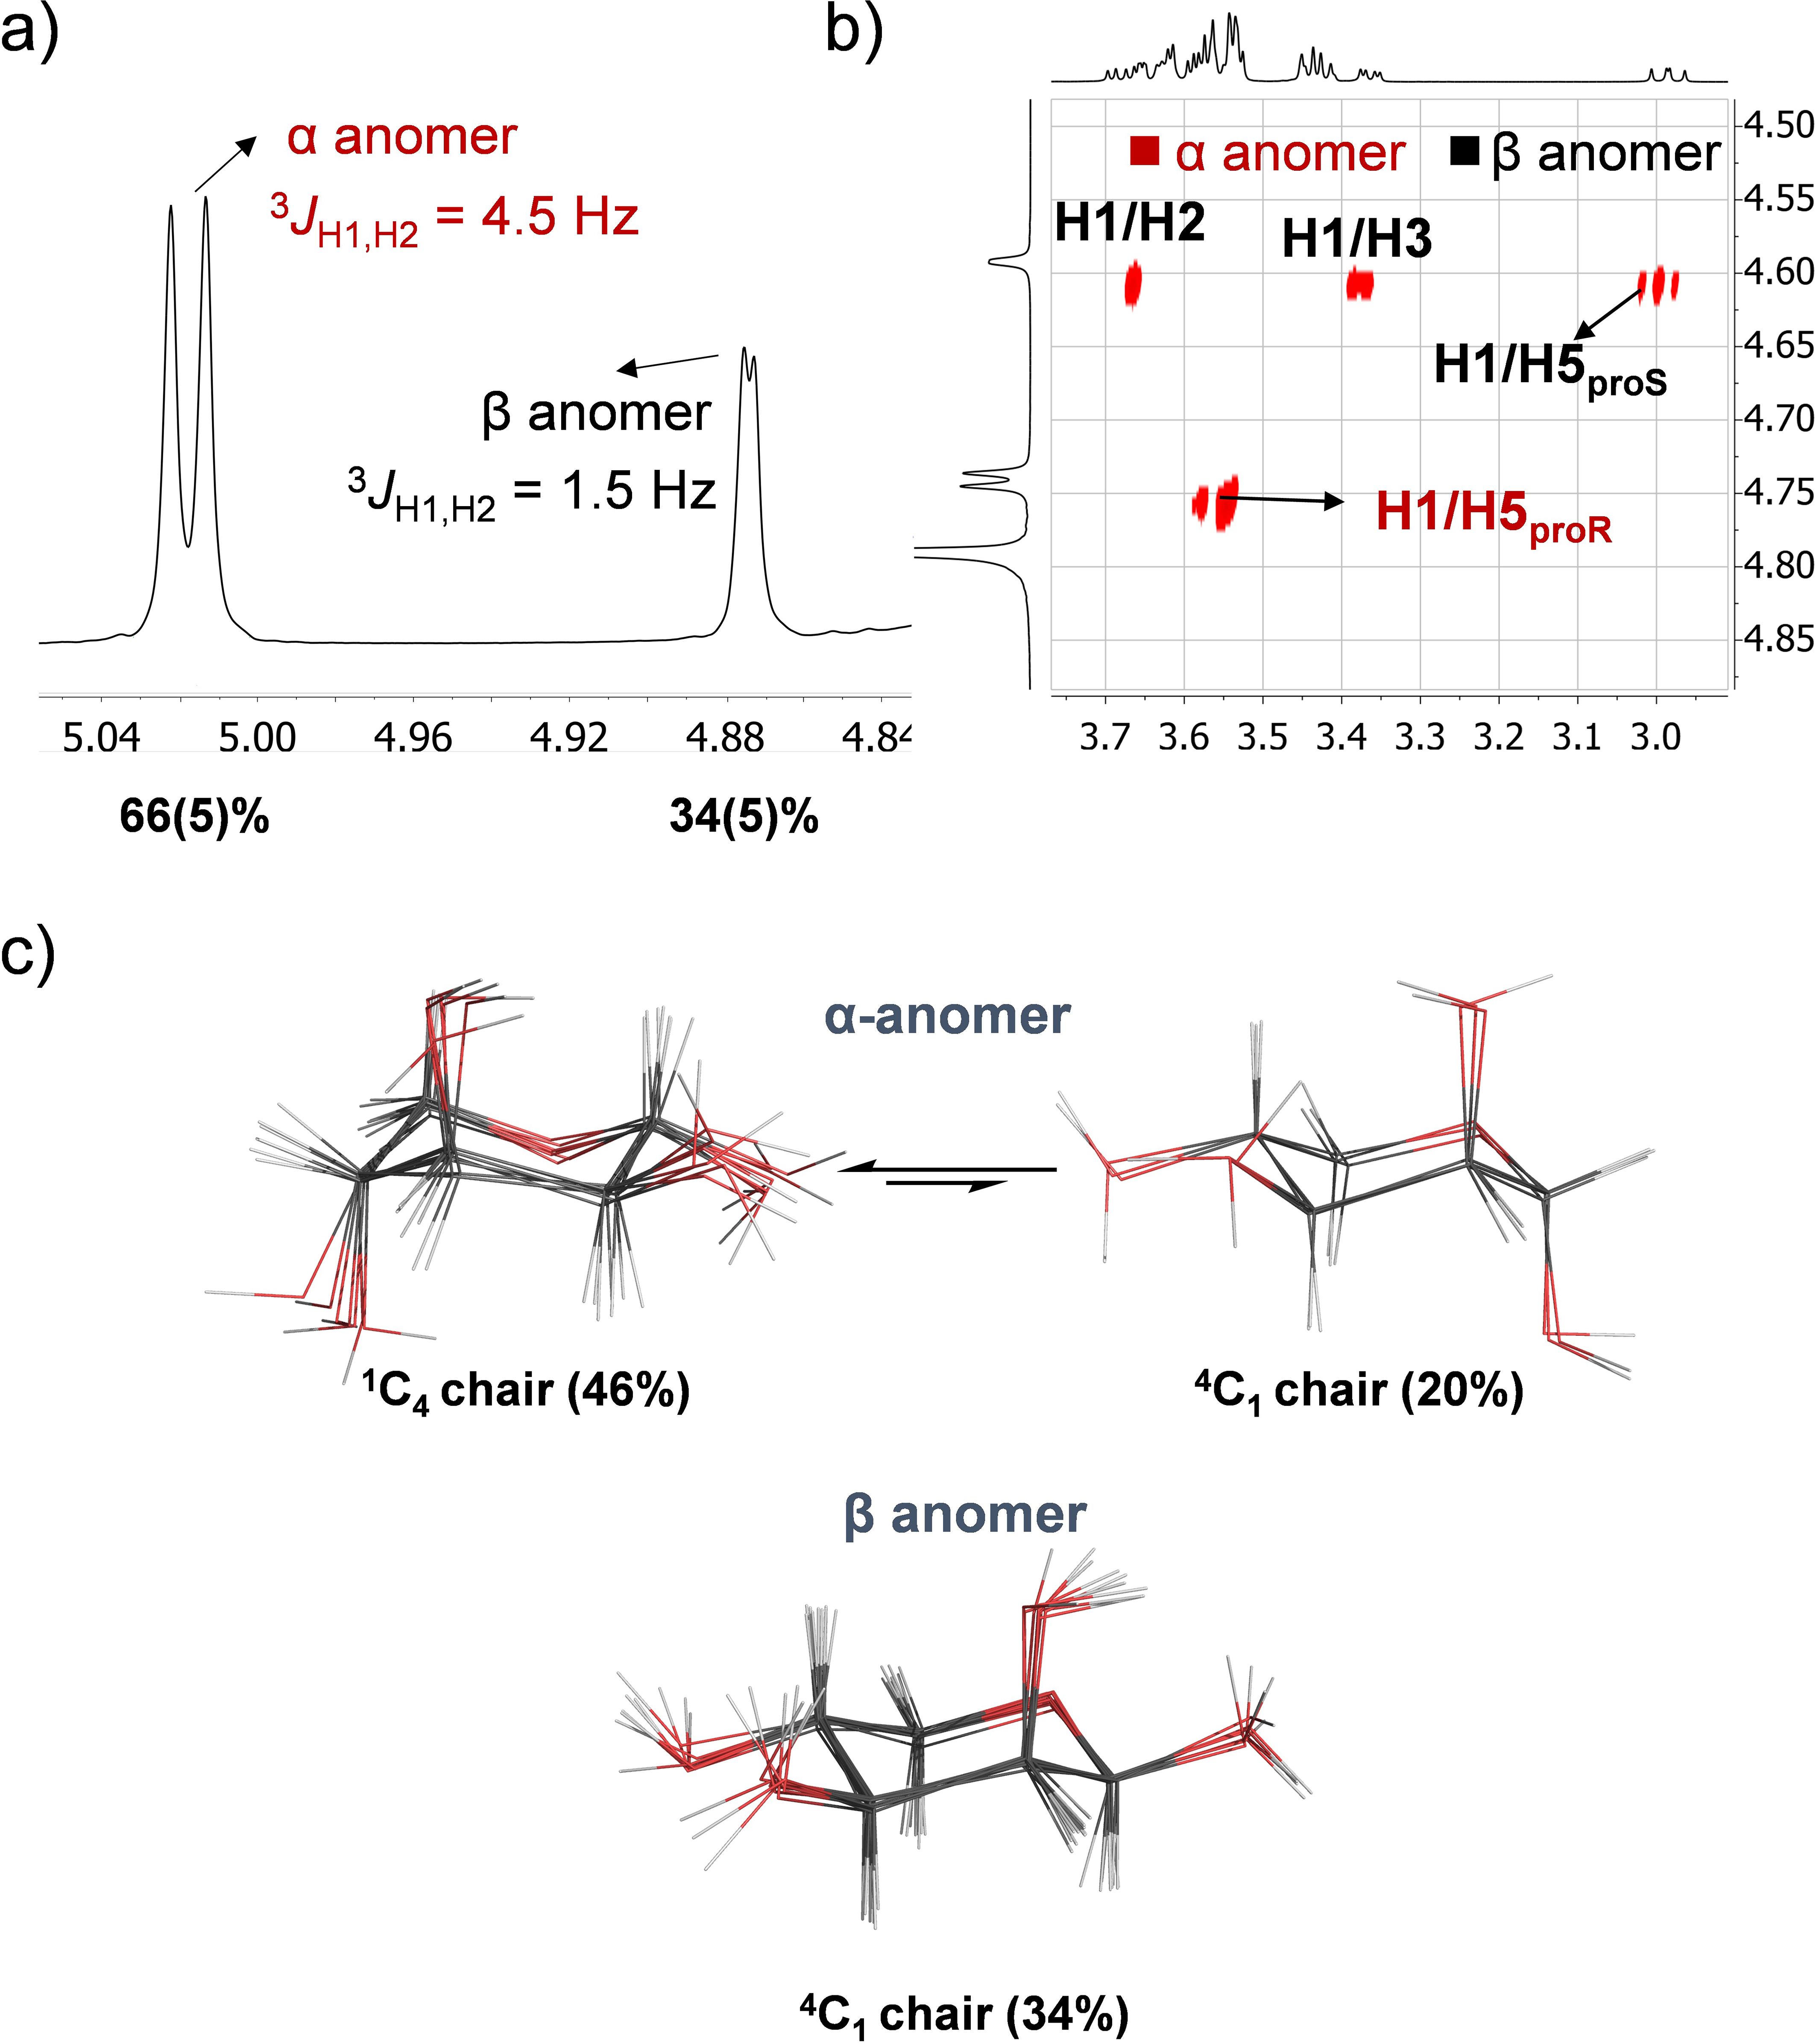 a)
α anomer
³J_H1,H2 = 4.5 Hz
β anomer
³J_H1,H2 = 1.5 Hz
5.04 5.00 4.96 4.92 4.88 4.84
66(5)% 34(5)%
b)
α anomer β anomer
H1/H2 H1/H3
H1/H5proS
H1/H5proR
4.50
4.55
4.60
4.65
4.70
4.75
4.80
4.85
3.7 3.6 3.5 3.4 3.3 3.2 3.1 3.0
c)
α-anomer
¹C₄ chair (46%) ⁴C₁ chair (20%)
β anomer
⁴C₁ chair (34%)